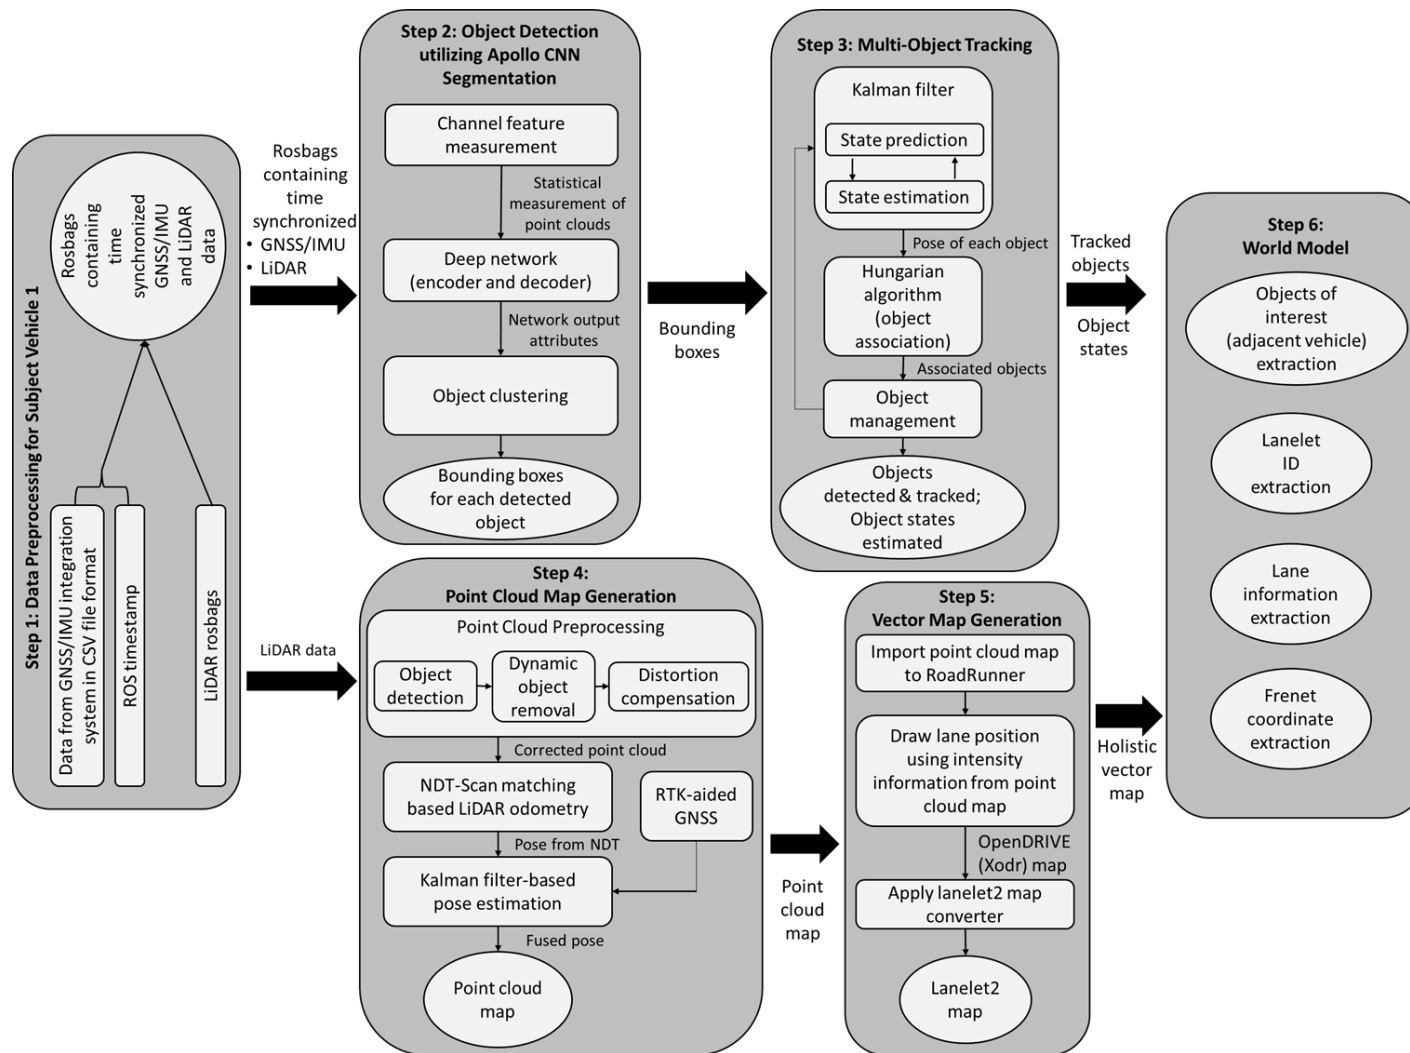 Step 1: Data Preprocessing for Subject Vehicle 1
Rosbags
containing
time
synchronized
GNSS/IMU
and LiDAR
data
Data from GNSS/IMU integration
system in CSV file format
ROS timestamp
LiDAR rosbags
Rosbags
containing
time
synchronized
• GNSS/IMU
• LiDAR
Step 2: Object Detection
utilizing Apollo CNN
Segmentation
Channel feature
measurement
Statistical
measurement of
point clouds
Deep network
(encoder and decoder)
Network output
attributes
Object clustering
Bounding boxes
for each detected
object
Bounding
boxes
Step 3: Multi-Object Tracking
Kalman filter
State prediction
State estimation
Pose of each object
Hungarian
algorithm
(object
association)
Associated objects
Object
management
Objects
detected & tracked;
Object states
estimated
Tracked
objects
Object
states
LiDAR data
Step 4:
Point Cloud Map Generation
Point Cloud Preprocessing
Object
detection
Dynamic
object
removal
Distortion
compensation
Corrected point cloud
NDT-Scan matching
based LiDAR odometry
RTK-aided
GNSS
Pose from NDT
Kalman filter-based
pose estimation
Fused pose
Point cloud
map
Point
cloud
map
Step 5:
Vector Map Generation
Import point cloud map
to RoadRunner
Draw lane position
using intensity
information from point
cloud map
OpenDRIVE
(Xodr) map
Apply lanelet2 map
converter
Lanelet2
map
Holistic
vector
map
Step 6:
World Model
Objects of
interest
(adjacent vehicle)
extraction
Lanelet
ID
extraction
Lane
information
extraction
Frenet
coordinate
extraction